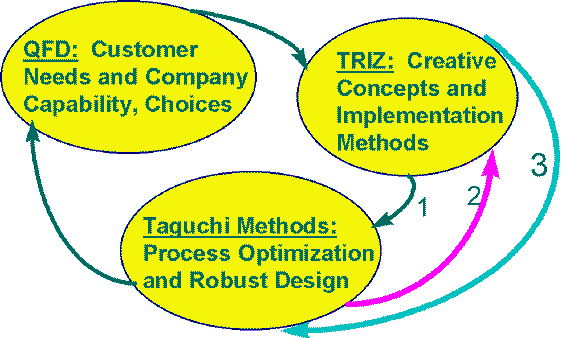 QFD: Customer
Needs and Company
Capability, Choices
TRIZ: Creative
Concepts and
Implementation
Methods
3
1
2
Taguchi Methods:
Process Optimization
and Robust Design